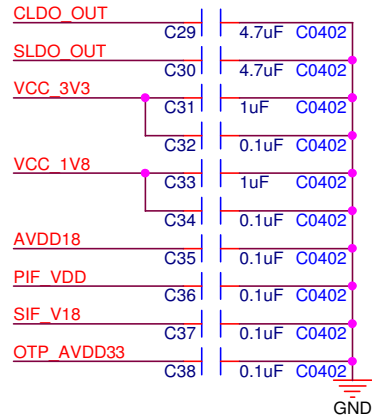 CLDO_OUT
C29 4.7uF C0402
SLDO_OUT
C30 4.7uF C0402
VCC_3V3
C31 1uF C0402
C32 0.1uF C0402
VCC_1V8
C33 1uF C0402
C34 0.1uF C0402
AVDD18
C35 0.1uF C0402
PIF_VDD
C36 0.1uF C0402
SIF_V18
C37 0.1uF C0402
OTP_AVDD33
C38 0.1uF C0402
GND